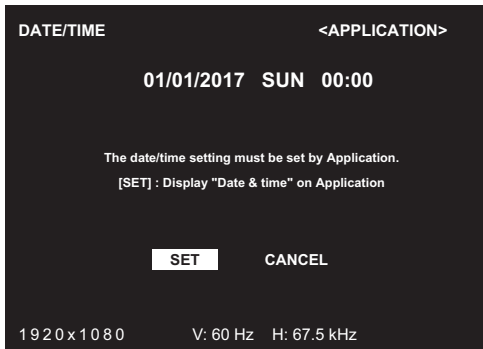 DATE/TIME <APPLICATION>
01/01/2017 SUN 00:00
The date/time setting must be set by Application.
[SET] : Display "Date & time" on Application
SET CANCEL
1920x1080 V: 60 Hz H: 67.5 kHz